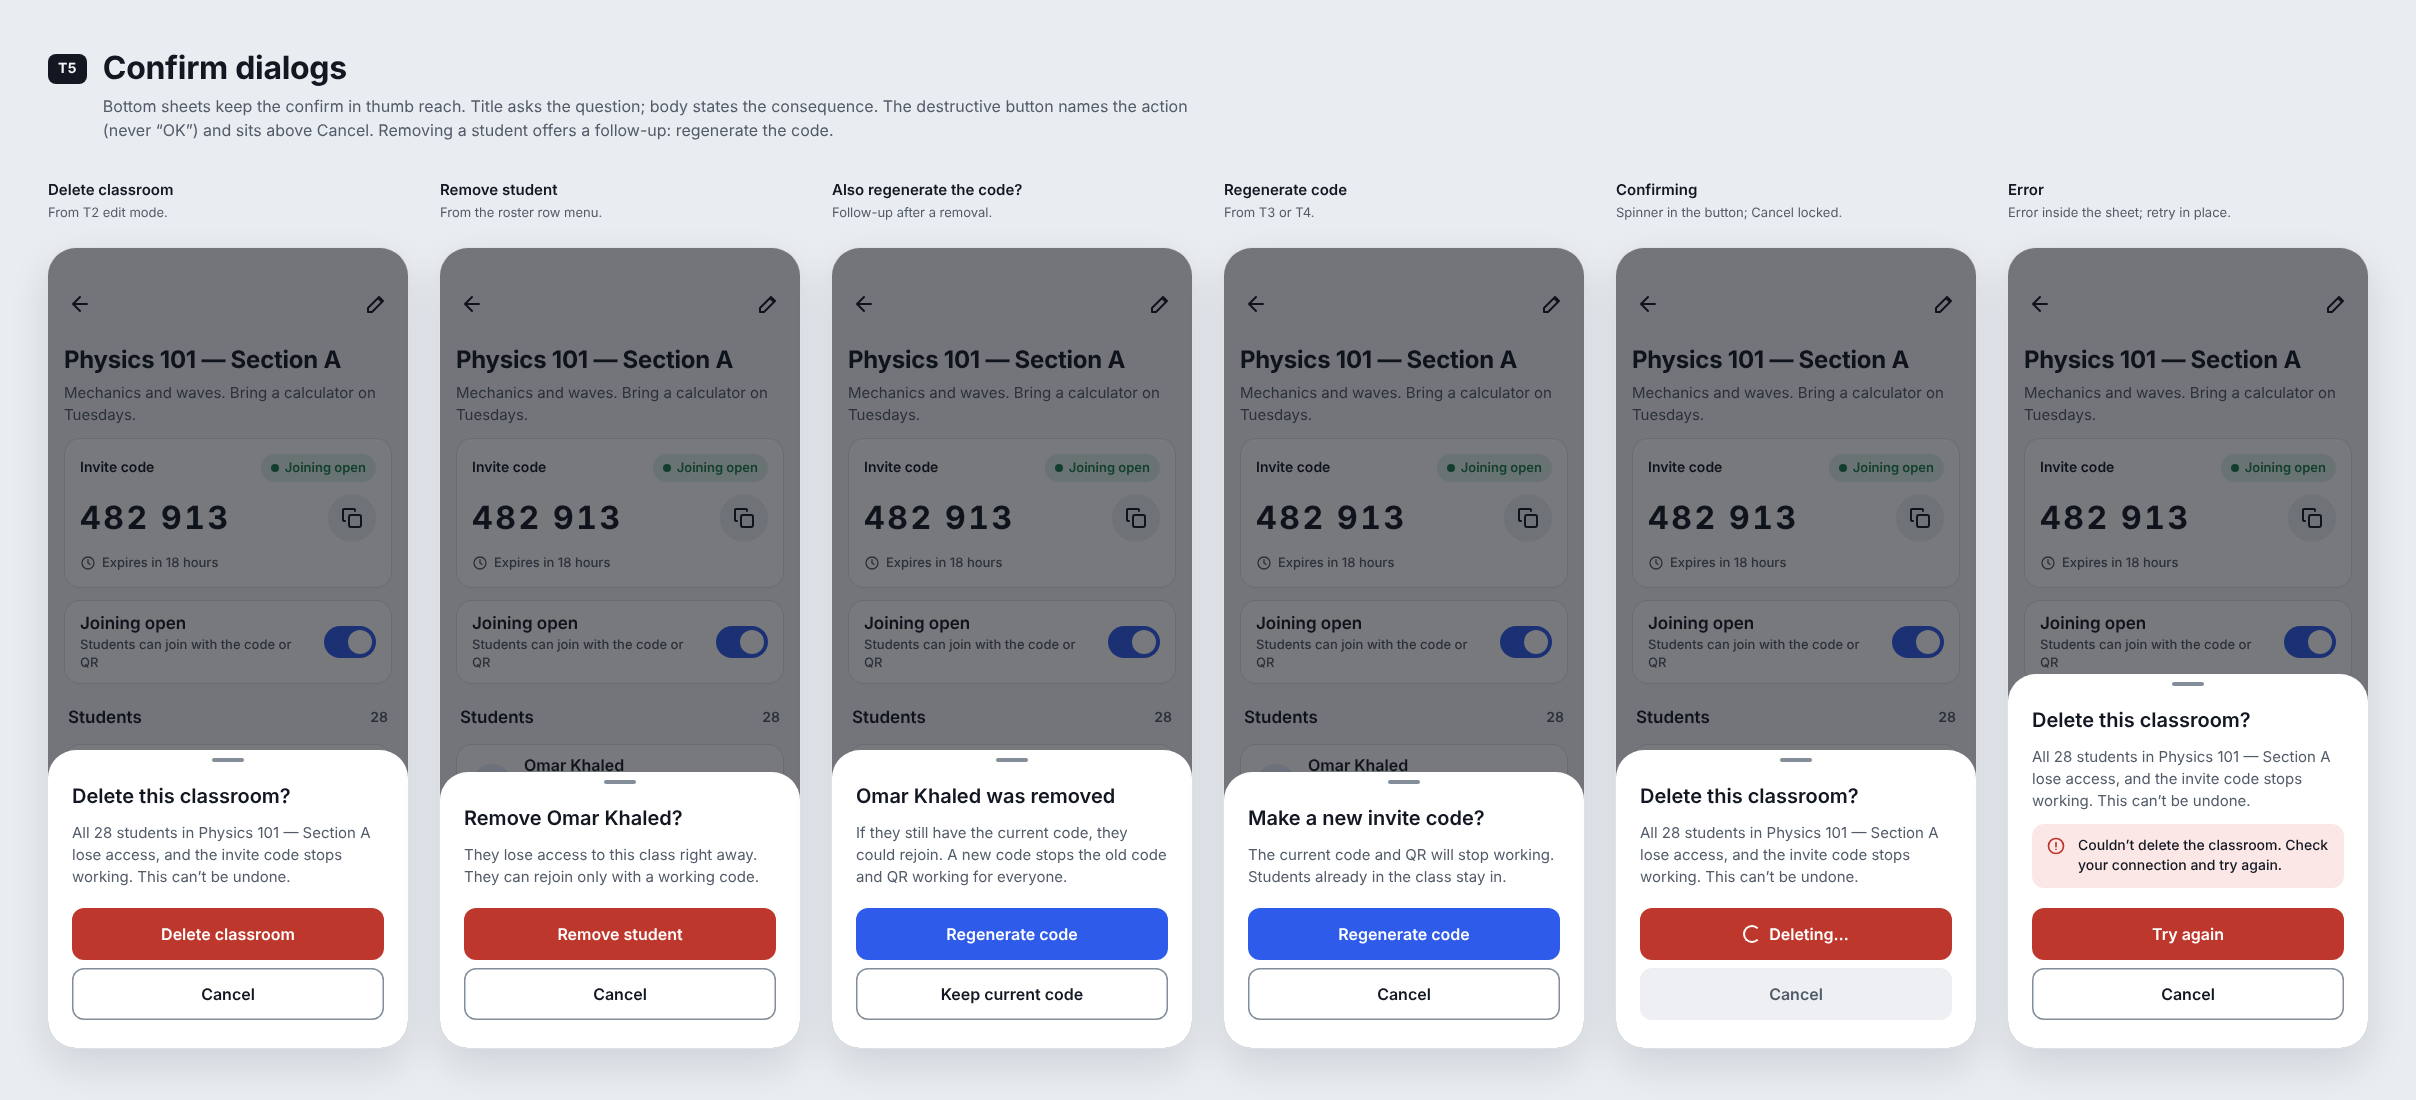 T5
Confirm dialogs
Bottom sheets keep the confirm in thumb reach. Title asks the question; body states the consequence. The destructive button names the action
(never “OK”) and sits above Cancel. Removing a student offers a follow-up: regenerate the code.
Delete classroom
From T2 edit mode.
Physics 101 — Section A
Mechanics and waves. Bring a calculator on
Tuesdays.
Invite code
Joining open
482 913
Expires in 18 hours
Joining open
Students can join with the code or
QR
Students
28
Delete this classroom?
All 28 students in Physics 101 — Section A
lose access, and the invite code stops
working. This can’t be undone.
Delete classroom
Cancel
Remove student
From the roster row menu.
Physics 101 — Section A
Mechanics and waves. Bring a calculator on
Tuesdays.
Invite code
Joining open
482 913
Expires in 18 hours
Joining open
Students can join with the code or
QR
Students
28
Omar Khaled
Remove Omar Khaled?
They lose access to this class right away.
They can rejoin only with a working code.
Remove student
Cancel
Also regenerate the code?
Follow-up after a removal.
Physics 101 — Section A
Mechanics and waves. Bring a calculator on
Tuesdays.
Invite code
Joining open
482 913
Expires in 18 hours
Joining open
Students can join with the code or
QR
Students
28
Omar Khaled was removed
If they still have the current code, they
could rejoin. A new code stops the old code
and QR working for everyone.
Regenerate code
Keep current code
Regenerate code
From T3 or T4.
Physics 101 — Section A
Mechanics and waves. Bring a calculator on
Tuesdays.
Invite code
Joining open
482 913
Expires in 18 hours
Joining open
Students can join with the code or
QR
Students
28
Omar Khaled
Make a new invite code?
The current code and QR will stop working.
Students already in the class stay in.
Regenerate code
Cancel
Confirming
Spinner in the button; Cancel locked.
Physics 101 — Section A
Mechanics and waves. Bring a calculator on
Tuesdays.
Invite code
Joining open
482 913
Expires in 18 hours
Joining open
Students can join with the code or
QR
Students
28
Delete this classroom?
All 28 students in Physics 101 — Section A
lose access, and the invite code stops
working. This can’t be undone.
Deleting…
Cancel
Error
Error inside the sheet; retry in place.
Physics 101 — Section A
Mechanics and waves. Bring a calculator on
Tuesdays.
Invite code
Joining open
482 913
Expires in 18 hours
Joining open
Students can join with the code or
QR
Delete this classroom?
All 28 students in Physics 101 — Section A
lose access, and the invite code stops
working. This can’t be undone.
Couldn’t delete the classroom. Check
your connection and try again.
Try again
Cancel